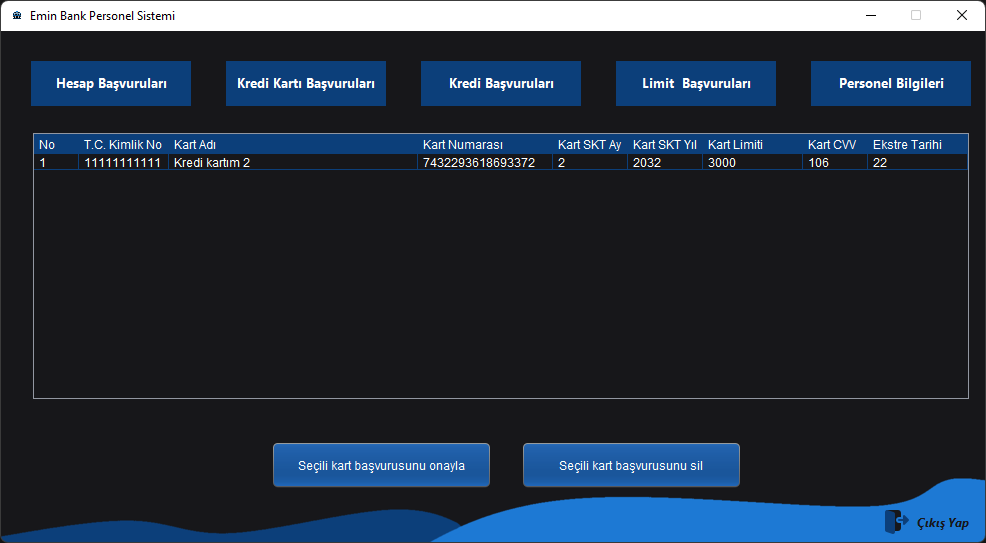 Emin Bank Personel Sistemi
Hesap Başvuruları Kredi Kartı Başvuruları Kredi Başvuruları Limit  Başvuruları Personel Bilgileri
No T.C. Kimlik No Kart Adı Kart Numarası Kart SKT Ay Kart SKT Yıl Kart Limiti Kart CVV Ekstre Tarihi
1 11111111111 Kredi kartım 2 7432293618693372 2 2032 3000 106 22
Seçili kart başvurusunu onayla Seçili kart başvurusunu sil
Çıkış Yap